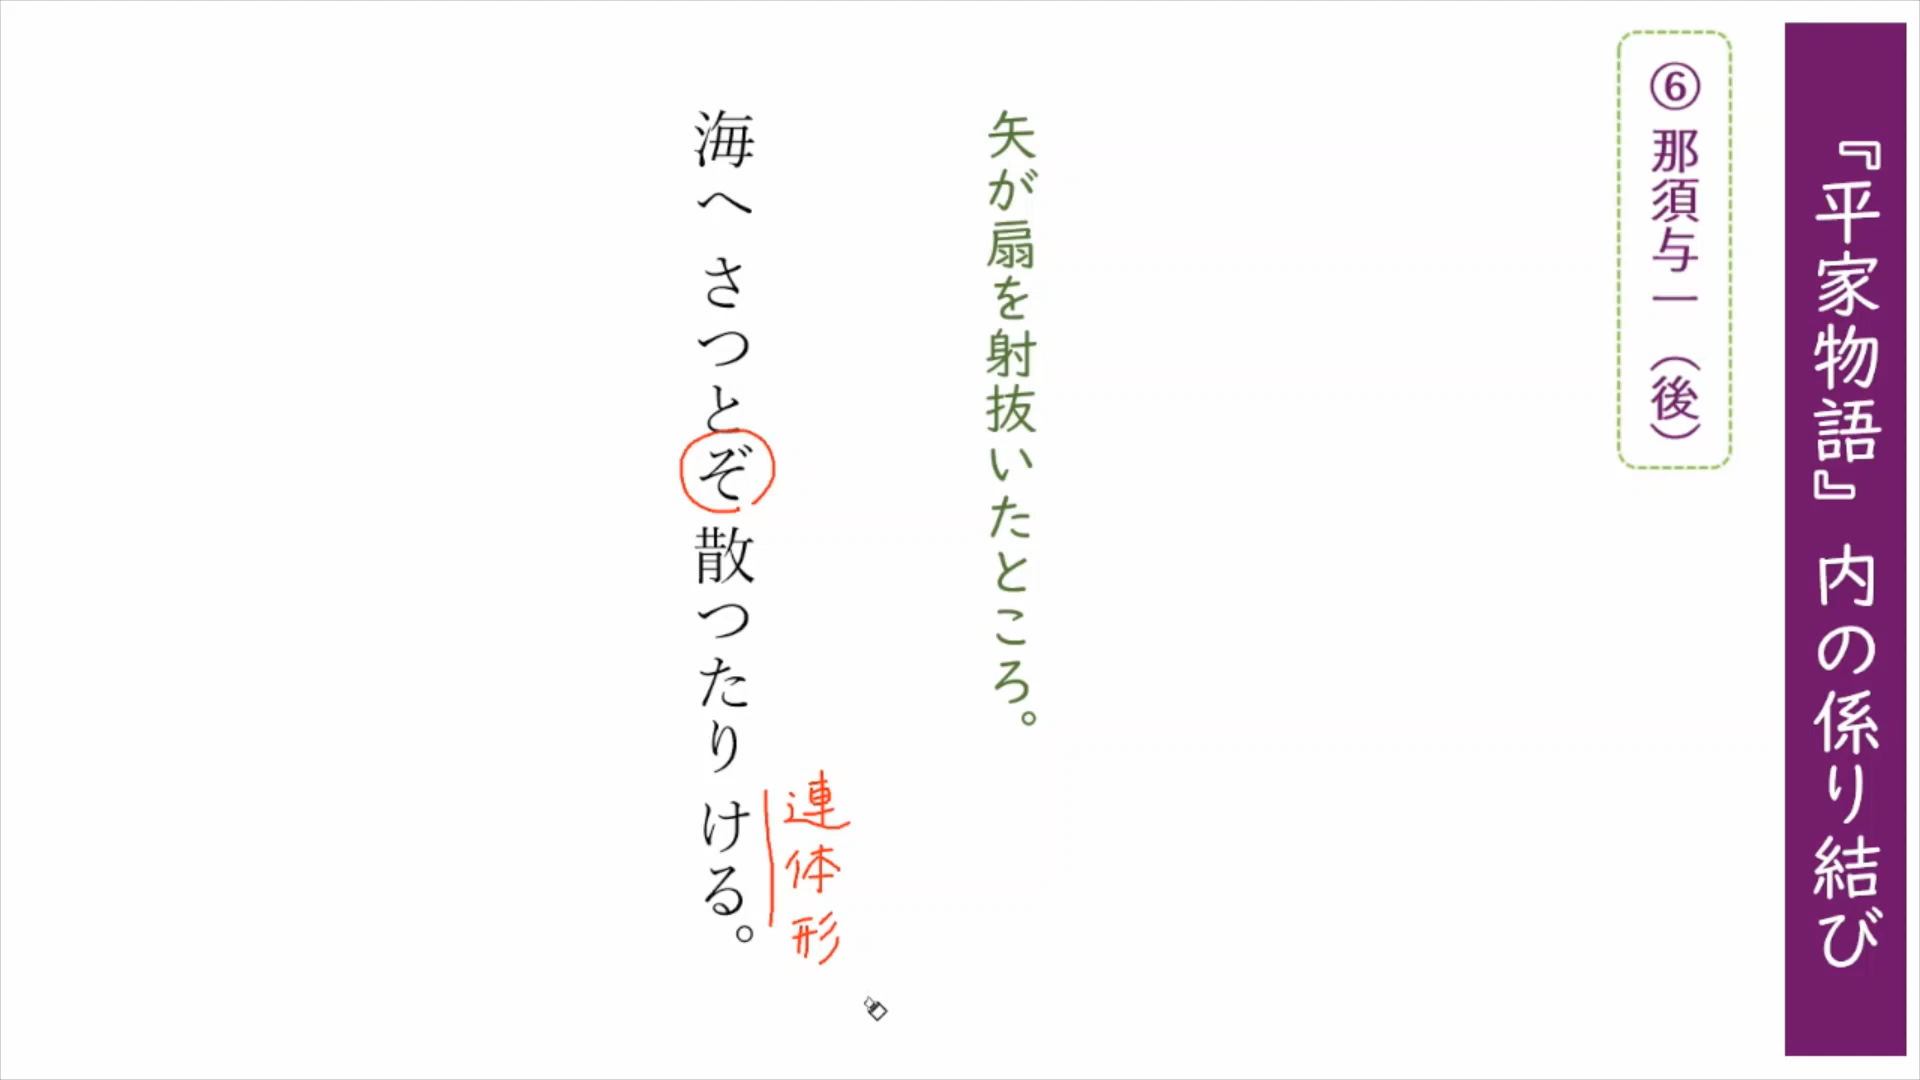 『平家物語』内の係り結び
⑥那須与一（後）
矢が扇を射抜いたところ。
連体形
海へ さつとぞ 散つたり ける。